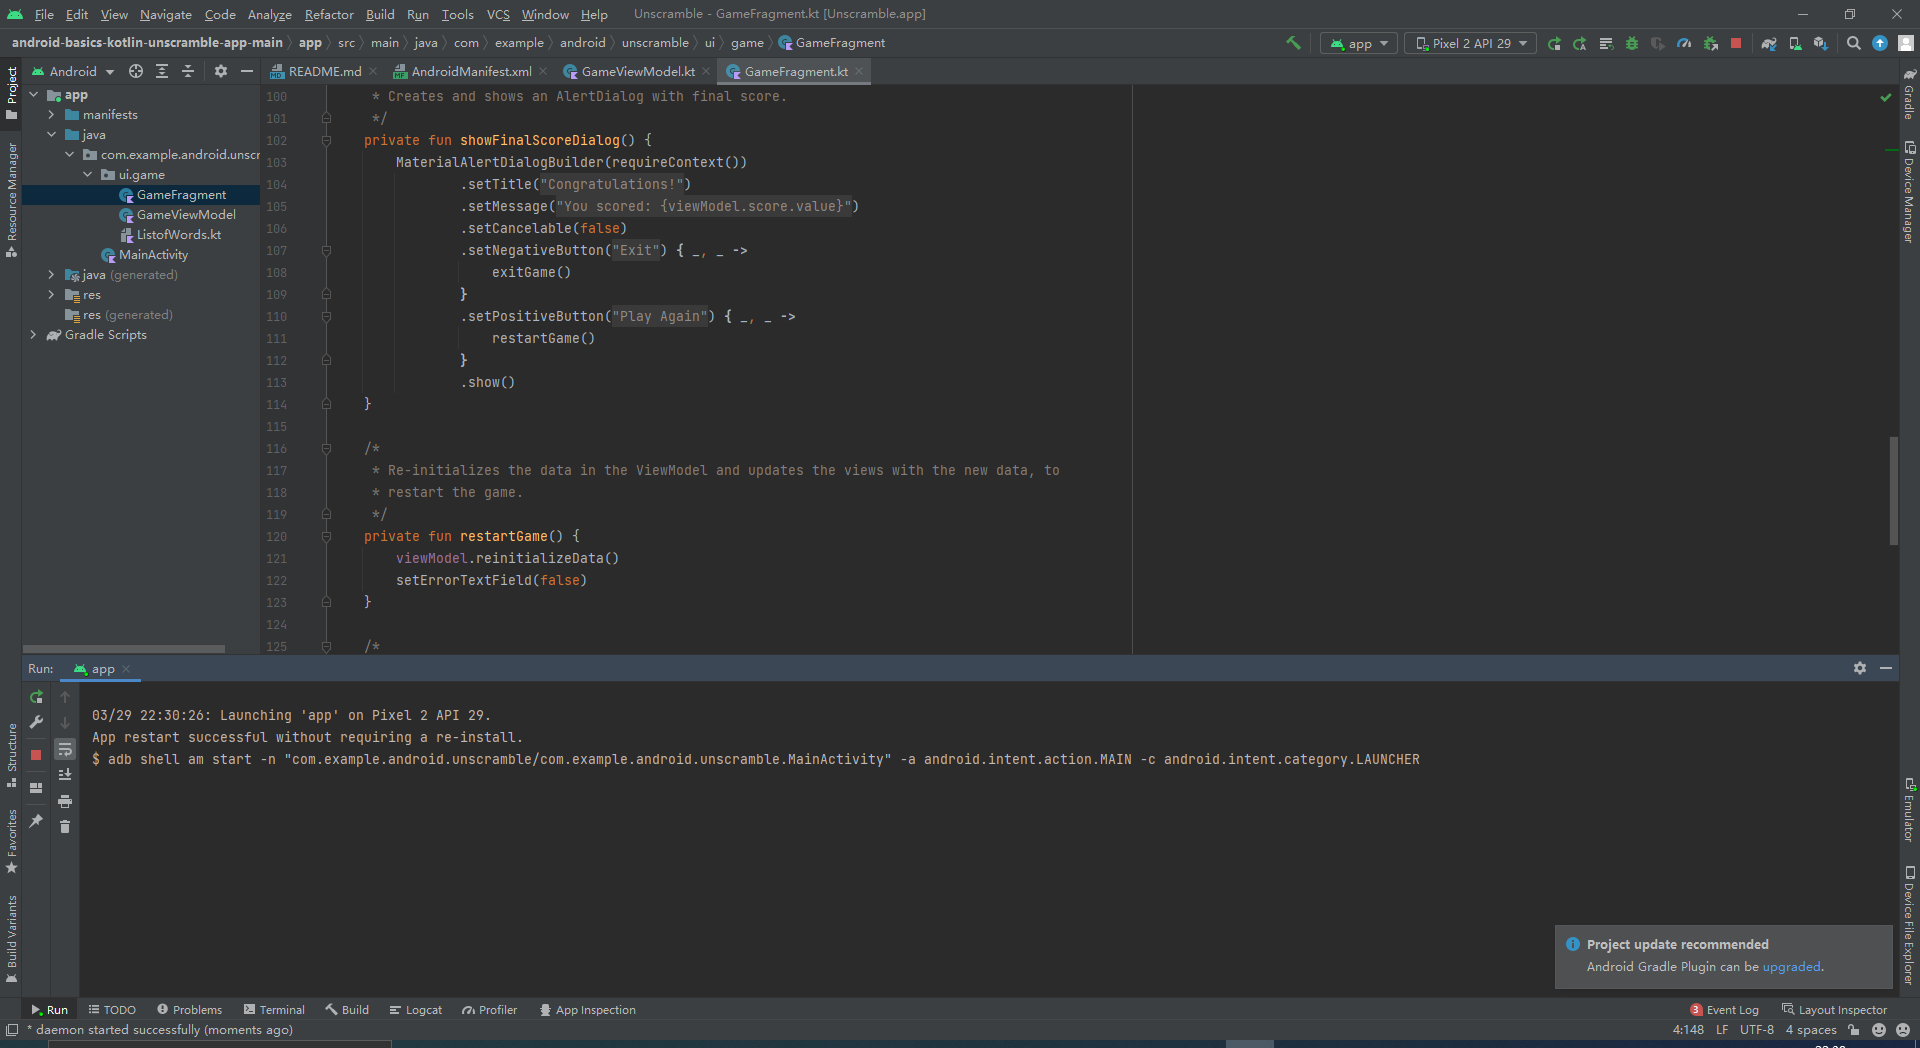 File Edit View Navigate Code Analyze Refactor Build Run Tools VCS Window Help Unscramble - GameFragment.kt [Unscramble.app]
android-basics-kotlin-unscramble-app-main app src main java com example android unscramble ui game GameFragment app Pixel 2 API 29
Android README.md AndroidManifest.xml GameViewModel.kt GameFragment.kt
Project
Resource Manager
Structure
Favorites
Build Variants
app
manifests
java
com.example.android.unscr
ui.game
GameFragment
GameViewModel
ListofWords.kt
MainActivity
java (generated)
res
res (generated)
Gradle Scripts
100 * Creates and shows an AlertDialog with final score.
101 */
102 private fun showFinalScoreDialog() {
103 MaterialAlertDialogBuilder(requireContext())
104 .setTitle("Congratulations!")
105 .setMessage("You scored: {viewModel.score.value}")
106 .setCancelable(false)
107 .setNegativeButton("Exit") { _, _ ->
108 exitGame()
109 }
110 .setPositiveButton("Play Again") { _, _ ->
111 restartGame()
112 }
113 .show()
114 }
115
116 /*
117 * Re-initializes the data in the ViewModel and updates the views with the new data, to
118 * restart the game.
119 */
120 private fun restartGame() {
121 viewModel.reinitializeData()
122 setErrorTextField(false)
123 }
124
125 /*
Gradle
Device Manager
Emulator
Device File Explorer
Run: app
03/29 22:30:26: Launching 'app' on Pixel 2 API 29.
App restart successful without requiring a re-install.
$ adb shell am start -n "com.example.android.unscramble/com.example.android.unscramble.MainActivity" -a android.intent.action.MAIN -c android.intent.category.LAUNCHER
Project update recommended
Android Gradle Plugin can be upgraded.
Run TODO Problems Terminal Build Logcat Profiler App Inspection 3 Event Log Layout Inspector
* daemon started successfully (moments ago) 4:148 LF UTF-8 4 spaces